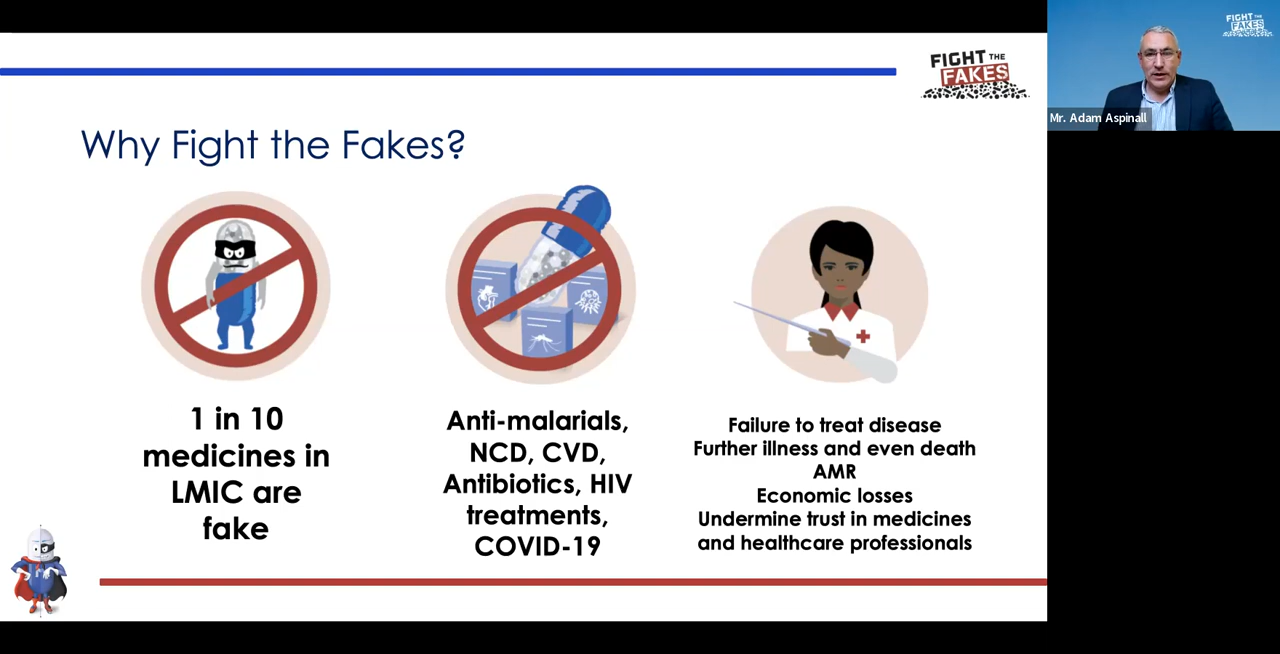 FIGHT THE
FAKES
Why Fight the Fakes?
1 in 10
medicines in
LMIC are
fake
Anti-malarials,
NCD, CVD,
Antibiotics, HIV
treatments,
COVID-19
Failure to treat disease
Further illness and even death
AMR
Economic losses
Undermine trust in medicines
and healthcare professionals
FIGHT THE
FAKES
Mr. Adam Aspinall